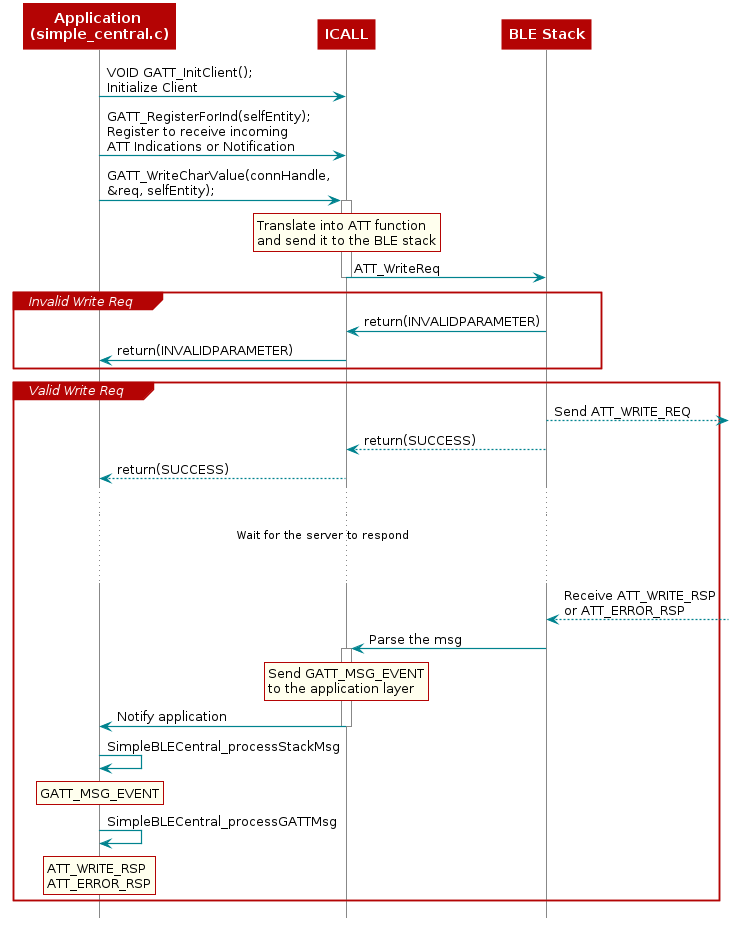 Application
(simple_central.c)
ICALL
BLE Stack
VOID GATT_InitClient();
Initialize Client
GATT_RegisterForInd(selfEntity);
Register to receive incoming
ATT Indications or Notification
GATT_WriteCharValue(connHandle,
&req, selfEntity);
Translate into ATT function
and send it to the BLE stack
ATT_WriteReq
Invalid Write Req
return(INVALIDPARAMETER)
return(INVALIDPARAMETER)
Valid Write Req
Send ATT_WRITE_REQ
return(SUCCESS)
return(SUCCESS)
Wait for the server to respond
Receive ATT_WRITE_RSP
or ATT_ERROR_RSP
Parse the msg
Send GATT_MSG_EVENT
to the application layer
Notify application
SimpleBLECentral_processStackMsg
GATT_MSG_EVENT
SimpleBLECentral_processGATTMsg
ATT_WRITE_RSP
ATT_ERROR_RSP